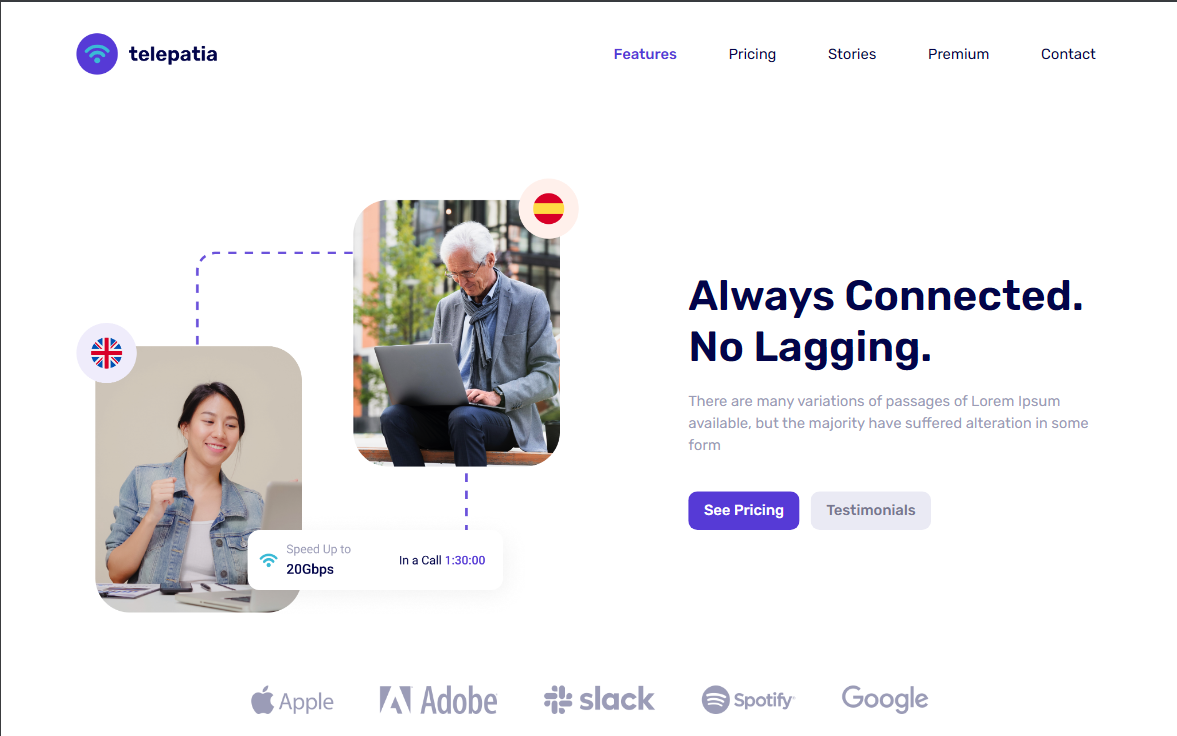 telepatia
Features
Pricing
Stories
Premium
Contact
Always Connected.
No Lagging.
There are many variations of passages of Lorem Ipsum
available, but the majority have suffered alteration in some
form
See Pricing
Testimonials
Speed Up to
20Gbps
In a Call 1:30:00
Apple
Adobe
slack
Spotify
Google